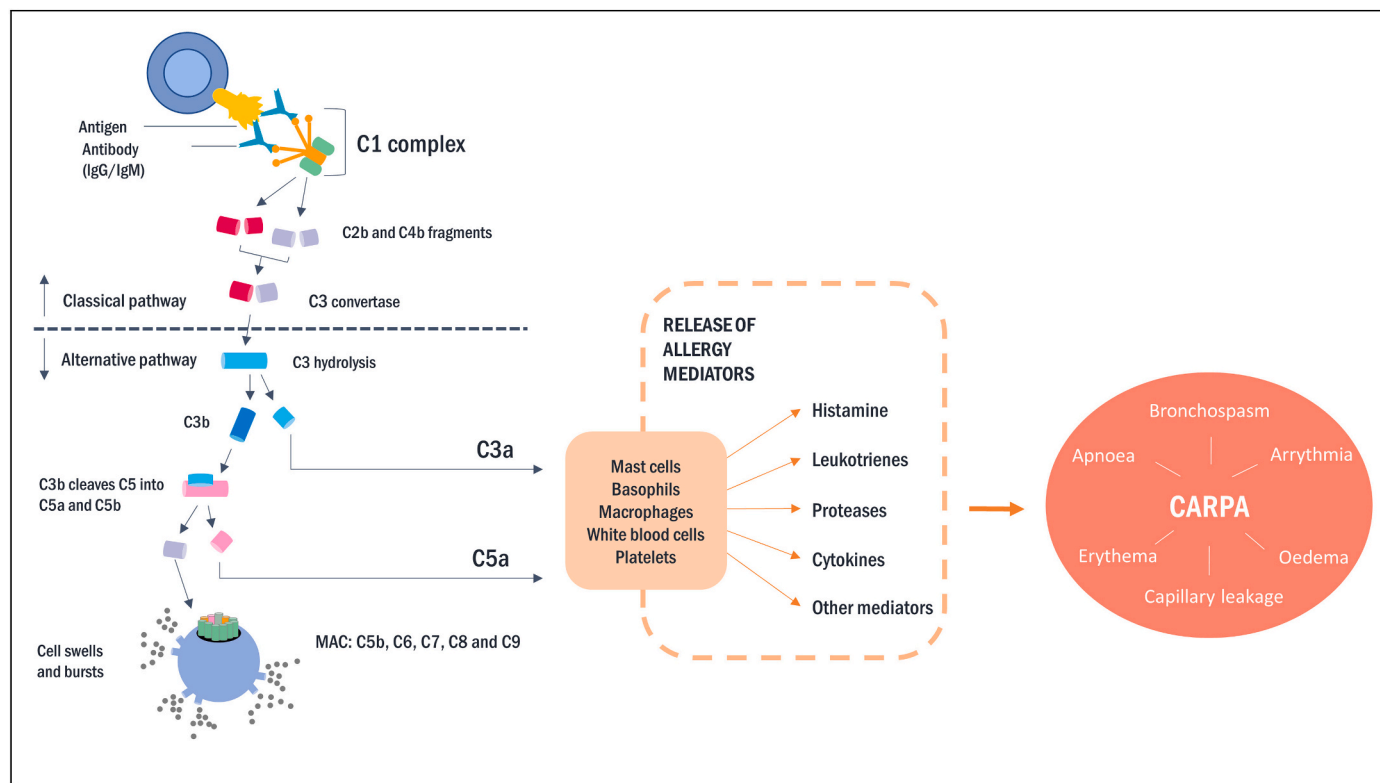 Antigen
Antibody
(IgG/IgM)
C1 complex
C2b and C4b fragments
Classical pathway
C3 convertase
Alternative pathway
C3 hydrolysis
C3b
C3a
C3b cleaves C5 into
C5a and C5b
C5a
Cell swells
and bursts
MAC: C5b, C6, C7, C8 and C9
RELEASE OF
ALLERGY
MEDIATORS
Mast cells
Basophils
Macrophages
White blood cells
Platelets
Histamine
Leukotrienes
Proteases
Cytokines
Other mediators
Bronchospasm
Apnoea
Arrythmia
CARPA
Erythema
Oedema
Capillary leakage